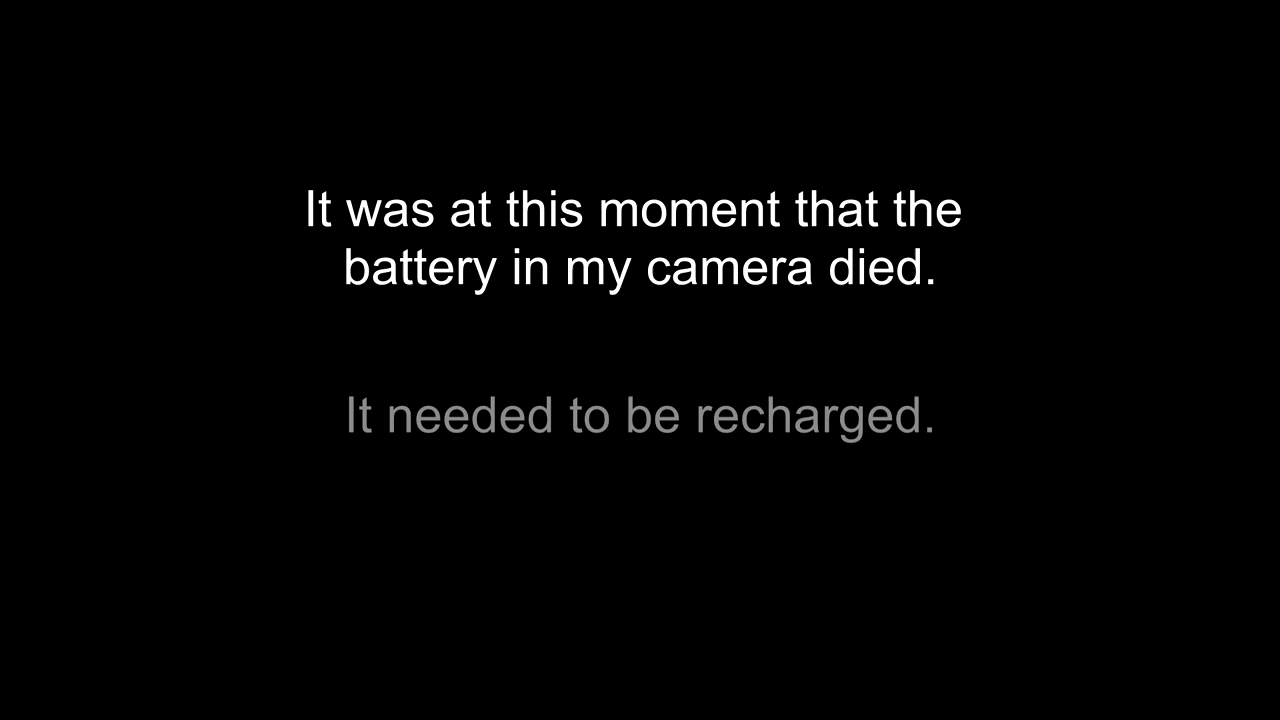 It was at this moment that the
battery in my camera died.
It needed to be recharged.